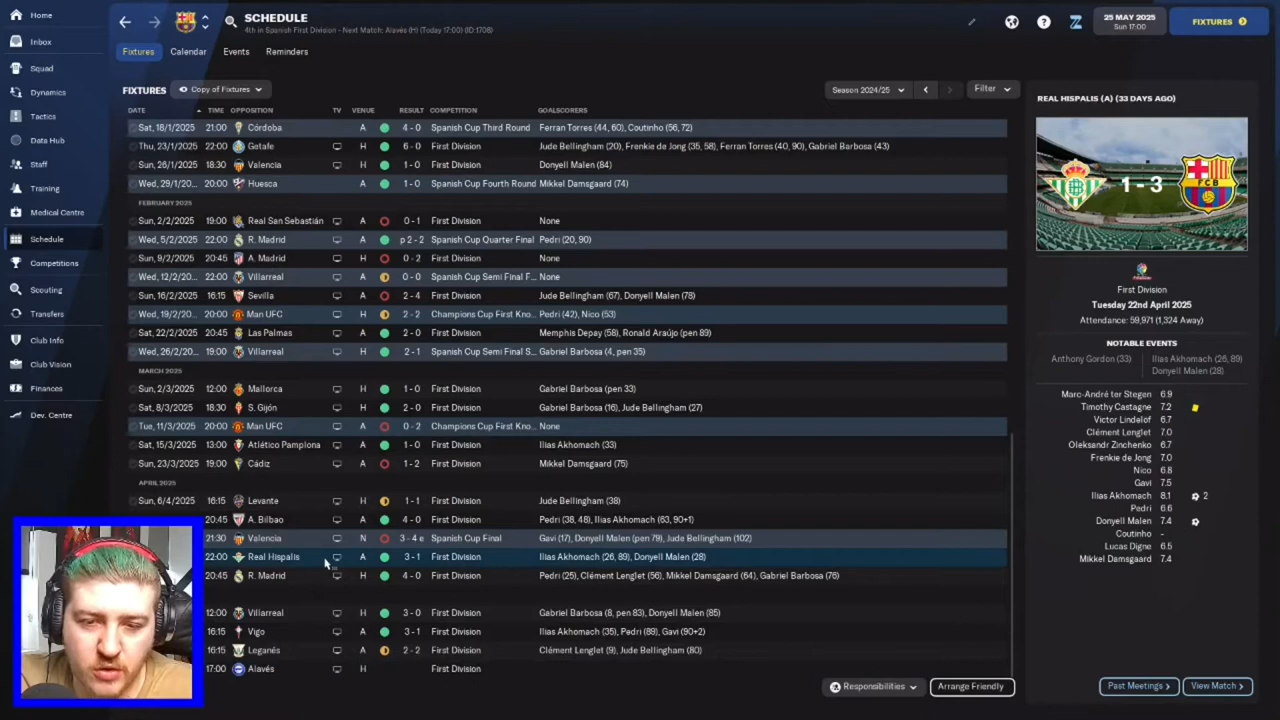 Home
SCHEDULE
4th in Spanish First Division - Next Match: Alavés (H) (Today 17:00) (ID:1706)
25 MAY 2025
Sun 17:00
FIXTURES
Inbox
Fixtures Calendar Events Reminders
Squad
Dynamics
Tactics
Data Hub
Staff
Training
Medical Centre
Schedule
Competitions
Scouting
Transfers
Club Info
Club Vision
Finances
Dev. Centre
FIXTURES Copy of Fixtures
Season 2024/25 Filter
DATE TIME OPPOSITION TV VENUE RESULT COMPETITION GOALSCORERS
Sat, 18/1/2025 21:00 Córdoba A 4 - 0 Spanish Cup Third Round Ferran Torres (44, 60), Coutinho (56, 72)
Thu, 23/1/2025 22:00 Getafe H 6 - 0 First Division Jude Bellingham (20), Frenkie de Jong (35, 58), Ferran Torres (40, 90), Gabriel Barbosa (43)
Sun, 26/1/2025 18:30 Valencia H 1 - 0 First Division Donyell Malen (84)
Wed, 29/1/2025 20:00 Huesca A 1 - 0 Spanish Cup Fourth Round Mikkel Damsgaard (74)
FEBRUARY 2025
Sun, 2/2/2025 19:00 Real San Sebastián A 0 - 1 First Division None
Wed, 5/2/2025 22:00 R. Madrid A p 2 - 2 Spanish Cup Quarter Final Pedri (20, 90)
Sun, 9/2/2025 20:45 A. Madrid H 0 - 2 First Division None
Wed, 12/2/20... 22:00 Villarreal A 0 - 0 Spanish Cup Semi Final F... None
Sun, 16/2/2025 16:15 Sevilla A 2 - 4 First Division Jude Bellingham (67), Donyell Malen (78)
Wed, 19/2/2025 20:00 Man UFC H 2 - 2 Champions Cup First Kno... Pedri (42), Nico (53)
Sat, 22/2/2025 20:45 Las Palmas A 2 - 0 First Division Memphis Depay (58), Ronald Araújo (pen 89)
Wed, 26/2/20... 19:00 Villarreal H 2 - 1 Spanish Cup Semi Final S... Gabriel Barbosa (4, pen 35)
MARCH 2025
Sun, 2/3/2025 12:00 Mallorca H 1 - 0 First Division Gabriel Barbosa (pen 33)
Sat, 8/3/2025 18:30 S. Gijón H 2 - 0 First Division Gabriel Barbosa (16), Jude Bellingham (27)
Tue, 11/3/2025 20:00 Man UFC A 0 - 2 Champions Cup First Kno... None
Sat, 15/3/2025 13:00 Atlético Pamplona A 1 - 0 First Division Ilias Akhomach (33)
Sun, 23/3/2025 19:00 Cádiz A 1 - 2 First Division Mikkel Damsgaard (75)
APRIL 2025
Sun, 6/4/2025 16:15 Levante H 1 - 1 First Division Jude Bellingham (38)
20:45 A. Bilbao A 4 - 0 First Division Pedri (38, 48), Ilias Akhomach (63, 90+1)
21:30 Valencia N 3 - 4 e Spanish Cup Final Gavi (17), Donyell Malen (pen 79), Jude Bellingham (102)
22:00 Real Hispalis A 3 - 1 First Division Ilias Akhomach (26, 89), Donyell Malen (28)
20:45 R. Madrid H 4 - 0 First Division Pedri (25), Clément Lenglet (56), Mikkel Damsgaard (64), Gabriel Barbosa (76)
12:00 Villarreal H 3 - 0 First Division Gabriel Barbosa (8, pen 83), Donyell Malen (85)
16:15 Vigo A 3 - 1 First Division Ilias Akhomach (35), Pedri (89), Gavi (90+2)
16:15 Leganés A 2 - 2 First Division Clément Lenglet (9), Jude Bellingham (80)
17:00 Alavés H First Division
Responsibilities Arrange Friendly
REAL HISPALIS (A) (33 DAYS AGO)
1 - 3
FCB
First Division
Tuesday 22nd April 2025
Attendance: 59,971 (1,324 Away)
NOTABLE EVENTS
Anthony Gordon (33) Ilias Akhomach (26, 89)
Donyell Malen (28)
Marc-André ter Stegen 6.9
Timothy Castagne 7.2
Victor Lindelof 6.7
Clément Lenglet 7.0
Oleksandr Zinchenko 6.7
Frenkie de Jong 7.0
Nico 6.8
Gavi 7.5
Ilias Akhomach 8.1 2
Pedri 6.6
Donyell Malen 7.4
Coutinho -
Lucas Digne 6.5
Mikkel Damsgaard 7.4
Past Meetings View Match